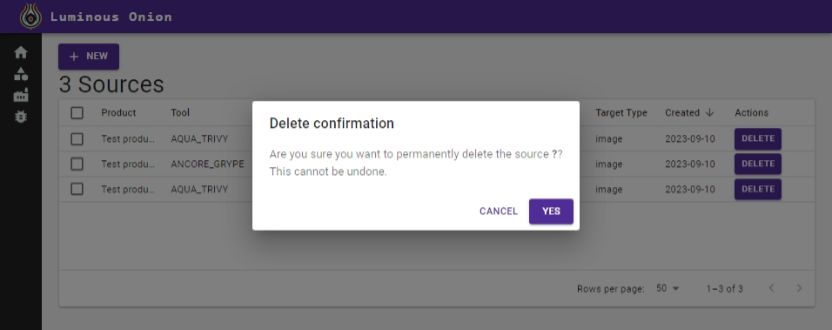 Luminous Onion
+ NEW
3 Sources
Product Tool Target Type Created ↓ Actions
Test produ... AQUA_TRIVY image 2023-09-10 DELETE
Test produ... ANCORE_GRYPE image 2023-09-10 DELETE
Test produ... AQUA_TRIVY image 2023-09-10 DELETE
Delete confirmation
Are you sure you want to permanently delete the source ??
This cannot be undone.
CANCEL YES
Rows per page: 50 1–3 of 3